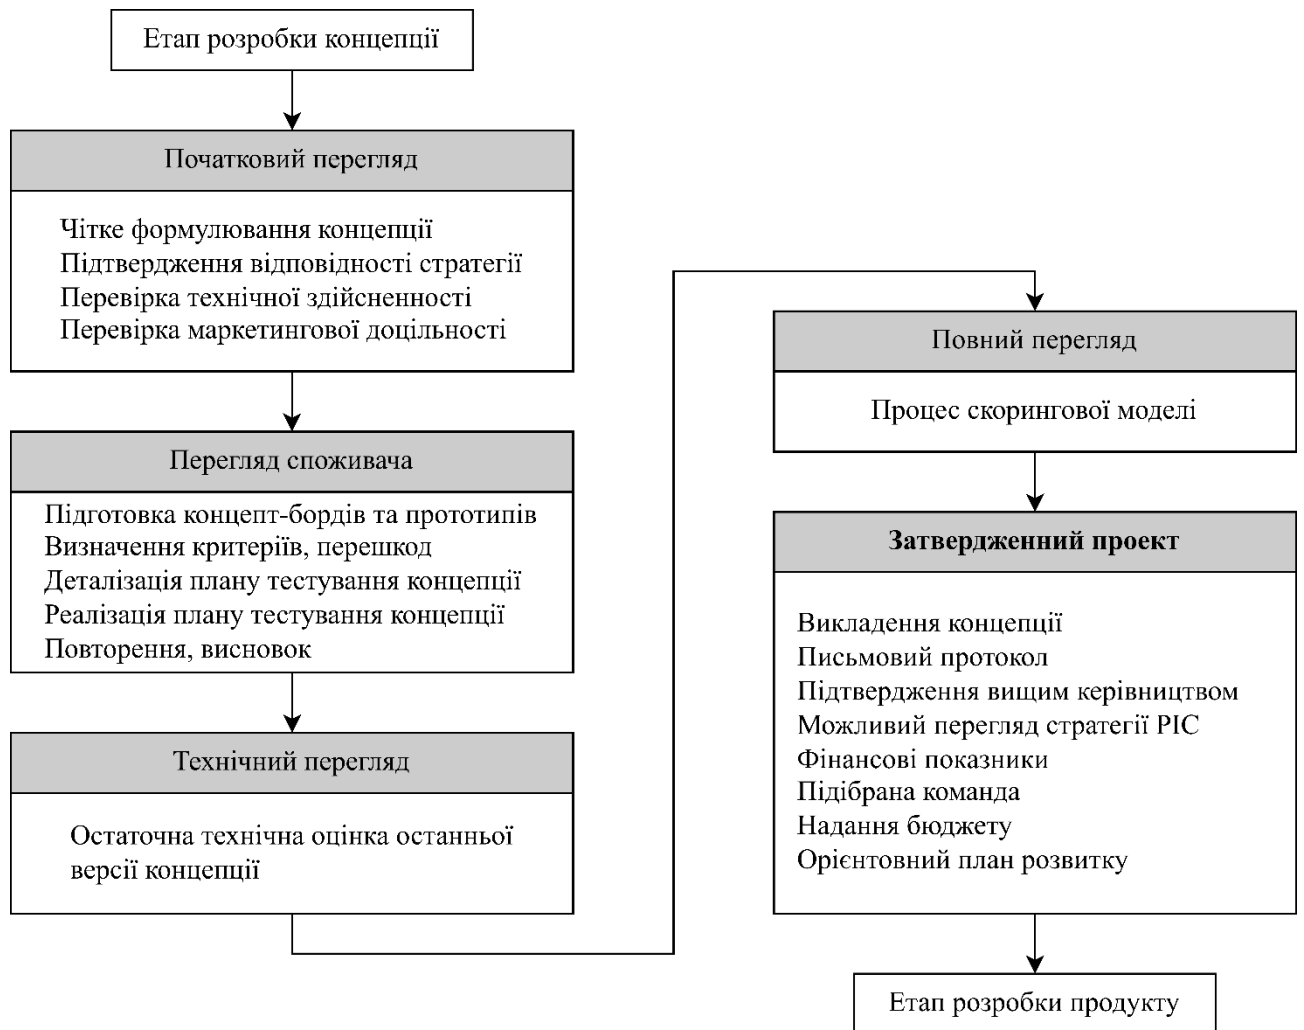 Етап розробки концепції
Початковий перегляд
Чітке формулювання концепції
Підтвердження відповідності стратегії
Перевірка технічної здійсненності
Перевірка маркетингової доцільності
Перегляд споживача
Підготовка концепт-бордів та прототипів
Визначення критеріїв, перешкод
Деталізація плану тестування концепції
Реалізація плану тестування концепції
Повторення, висновок
Технічний перегляд
Остаточна технічна оцінка останньої
версії концепції
Повний перегляд
Процес скорингової моделі
Затвердженний проект
Викладення концепції
Письмовий протокол
Підтвердження вищим керівництвом
Можливий перегляд стратегії PIC
Фінансові показники
Підібрана команда
Надання бюджету
Орієнтовний план розвитку
Етап розробки продукту